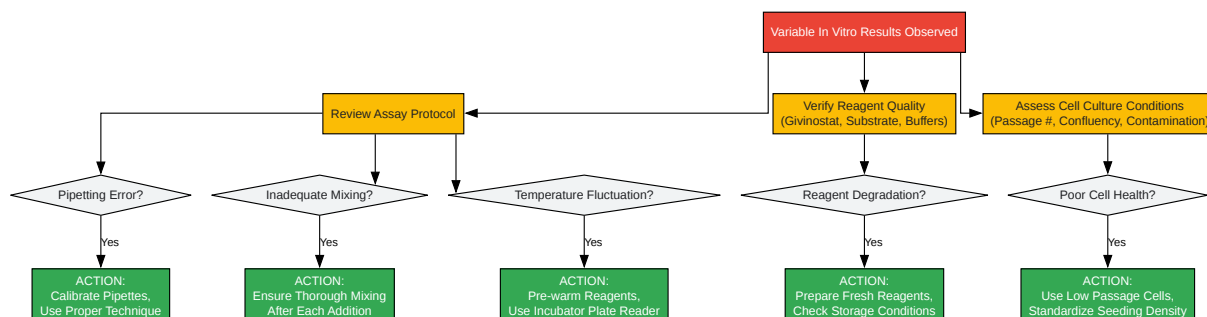 Variable In Vitro Results Observed
Review Assay Protocol
Verify Reagent Quality
(Givinostat, Substrate, Buffers)
Assess Cell Culture Conditions
(Passage #, Confluency, Contamination)
Pipetting Error?
Inadequate Mixing?
Temperature Fluctuation?
Reagent Degradation?
Poor Cell Health?
Yes
Yes
Yes
Yes
Yes
ACTION:
Calibrate Pipettes,
Use Proper Technique
ACTION:
Ensure Thorough Mixing
After Each Addition
ACTION:
Pre-warm Reagents,
Use Incubator Plate Reader
ACTION:
Prepare Fresh Reagents,
Check Storage Conditions
ACTION:
Use Low Passage Cells,
Standardize Seeding Density